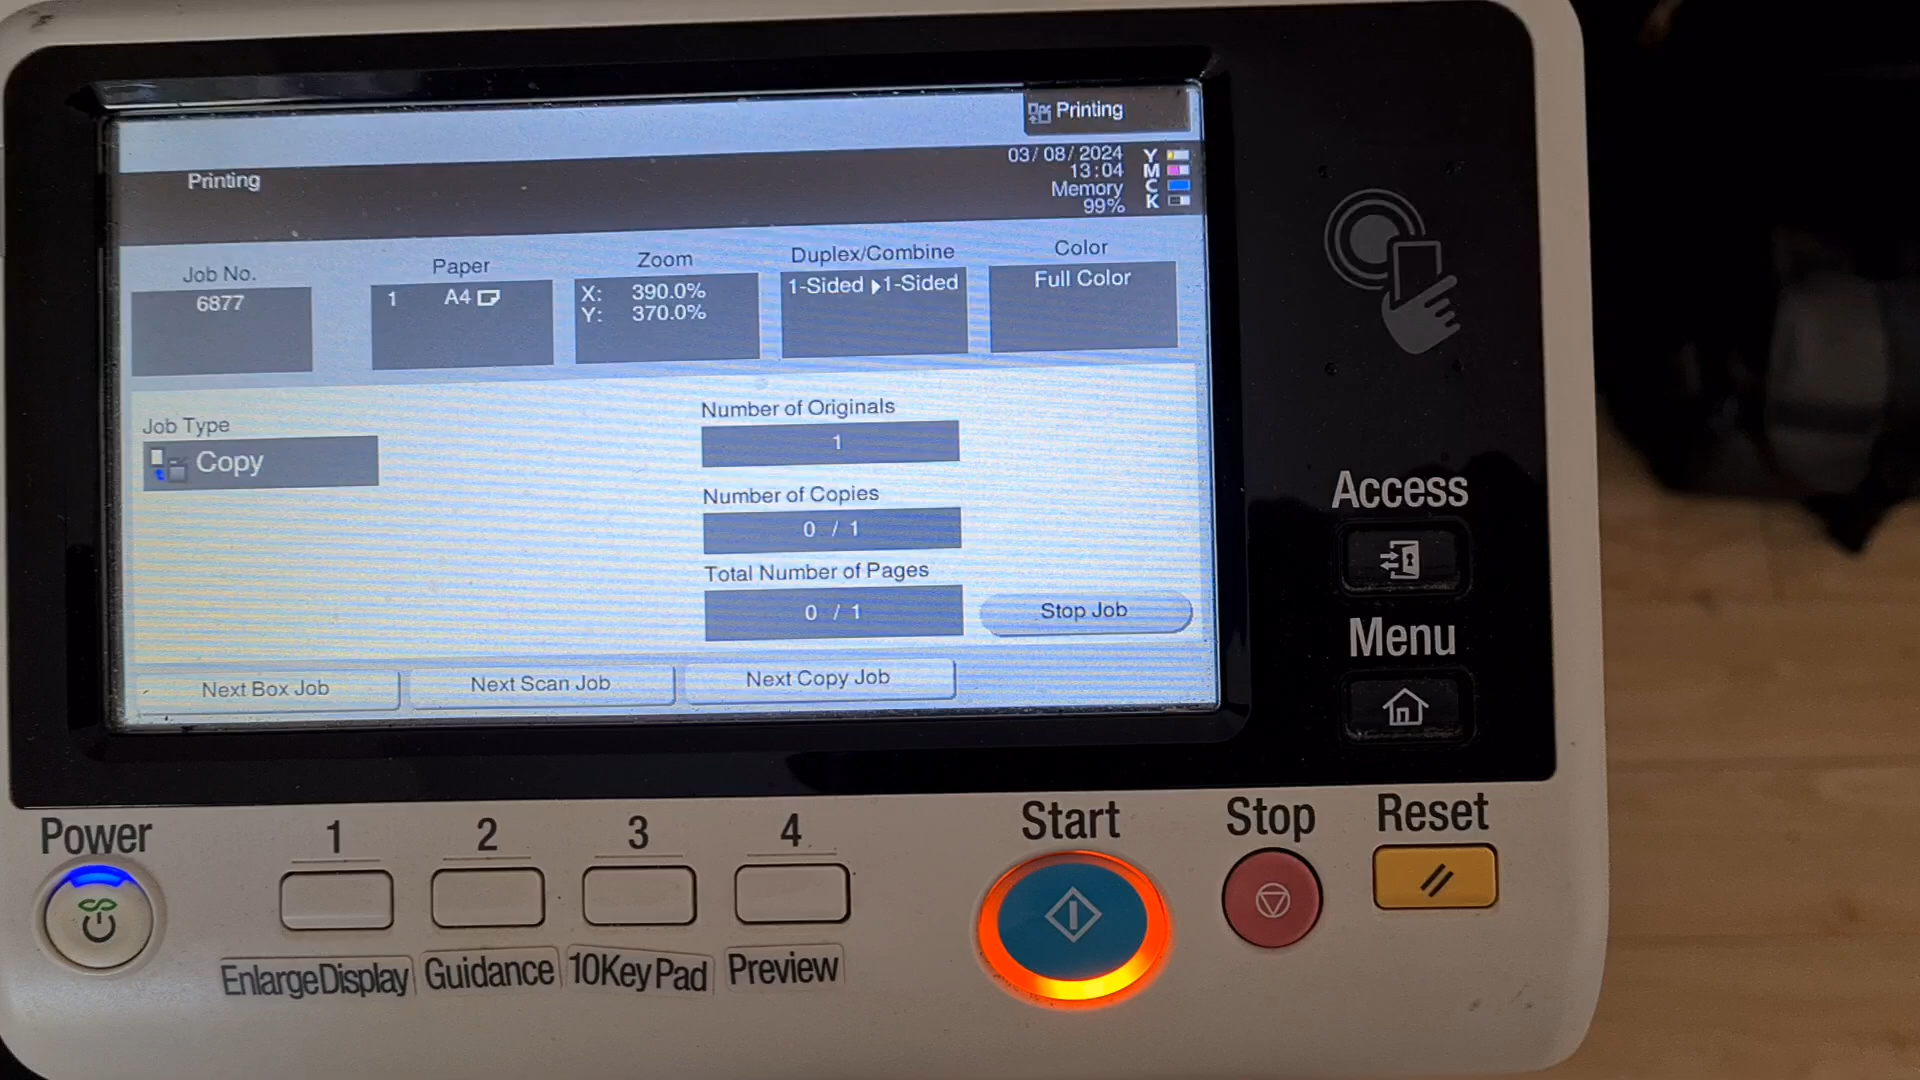 Printing
Printing
03/08/2024
13:04
Memory
99%
Y
M
C
K
Job No.
6877
Paper
1 A4
Zoom
X: 390.0%
Y: 370.0%
Duplex/Combine
1-Sided ▶1-Sided
Color
Full Color
Job Type
Copy
Number of Originals
1
Number of Copies
0 / 1
Total Number of Pages
0 / 1
Stop Job
Next Box Job
Next Scan Job
Next Copy Job
Access
Menu
Power
1
2
3
4
Start
Stop
Reset
EnlargeDisplay
Guidance
10KeyPad
Preview